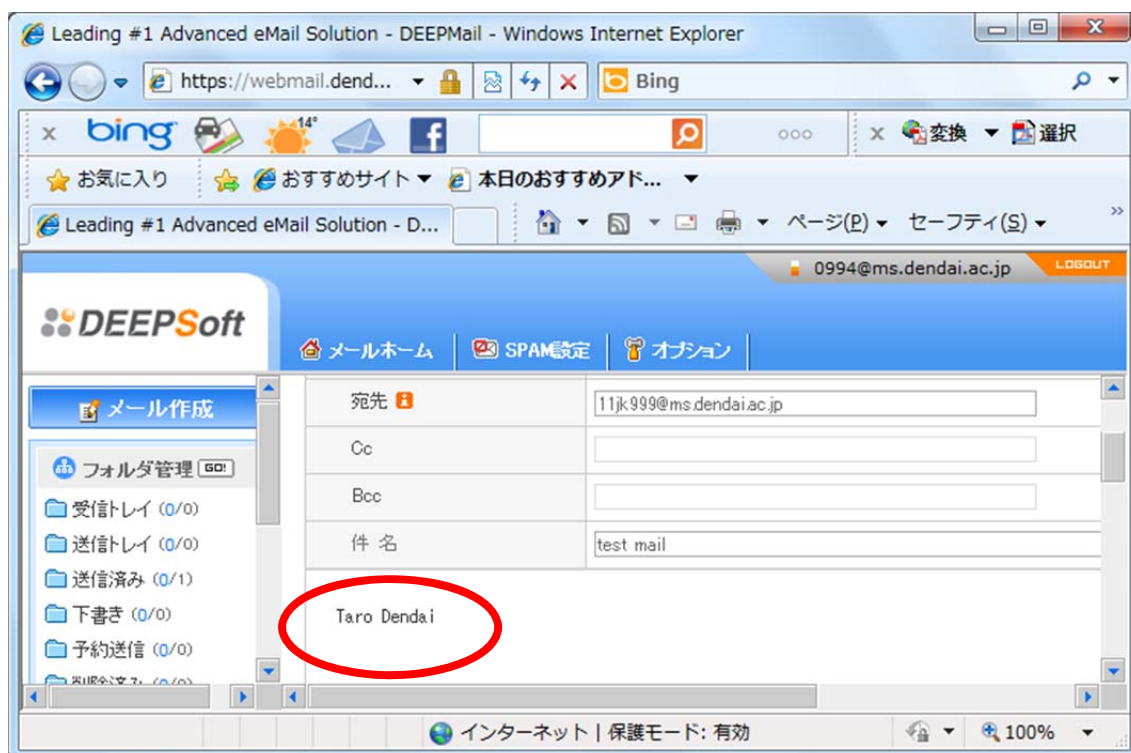 Leading #1 Advanced eMail Solution - DEEPMail - Windows Internet Explorer
https://webmail.dend... Bing
bing 14° 変換 選択
お気に入り おすすめサイト 本日のおすすめアド...
Leading #1 Advanced eMail Solution - D... ページ(P) セーフティ(S)
0994@ms.dendai.ac.jp LOGOUT
DEEPSoft
メールホーム SPAM設定 オプション
メール作成
フォルダ管理 GO!
受信トレイ (0/0)
送信トレイ (0/0)
送信済み (0/1)
下書き (0/0)
予約送信 (0/0)
削除済み (0/0)
宛先 11jk999@ms.dendai.ac.jp
Cc
Bcc
件 名 test mail
Taro Dendai
インターネット | 保護モード: 有効 100%